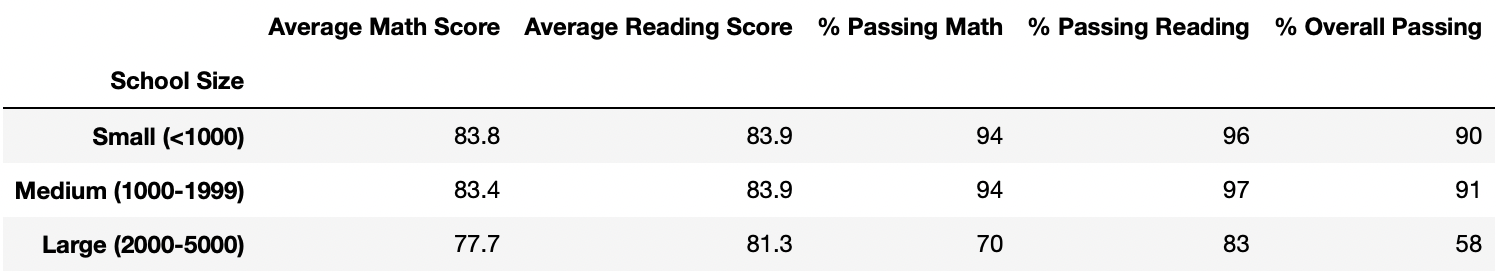 Average Math Score Average Reading Score % Passing Math % Passing Reading % Overall Passing
School Size
Small (<1000) 83.8 83.9 94 96 90
Medium (1000-1999) 83.4 83.9 94 97 91
Large (2000-5000) 77.7 81.3 70 83 58